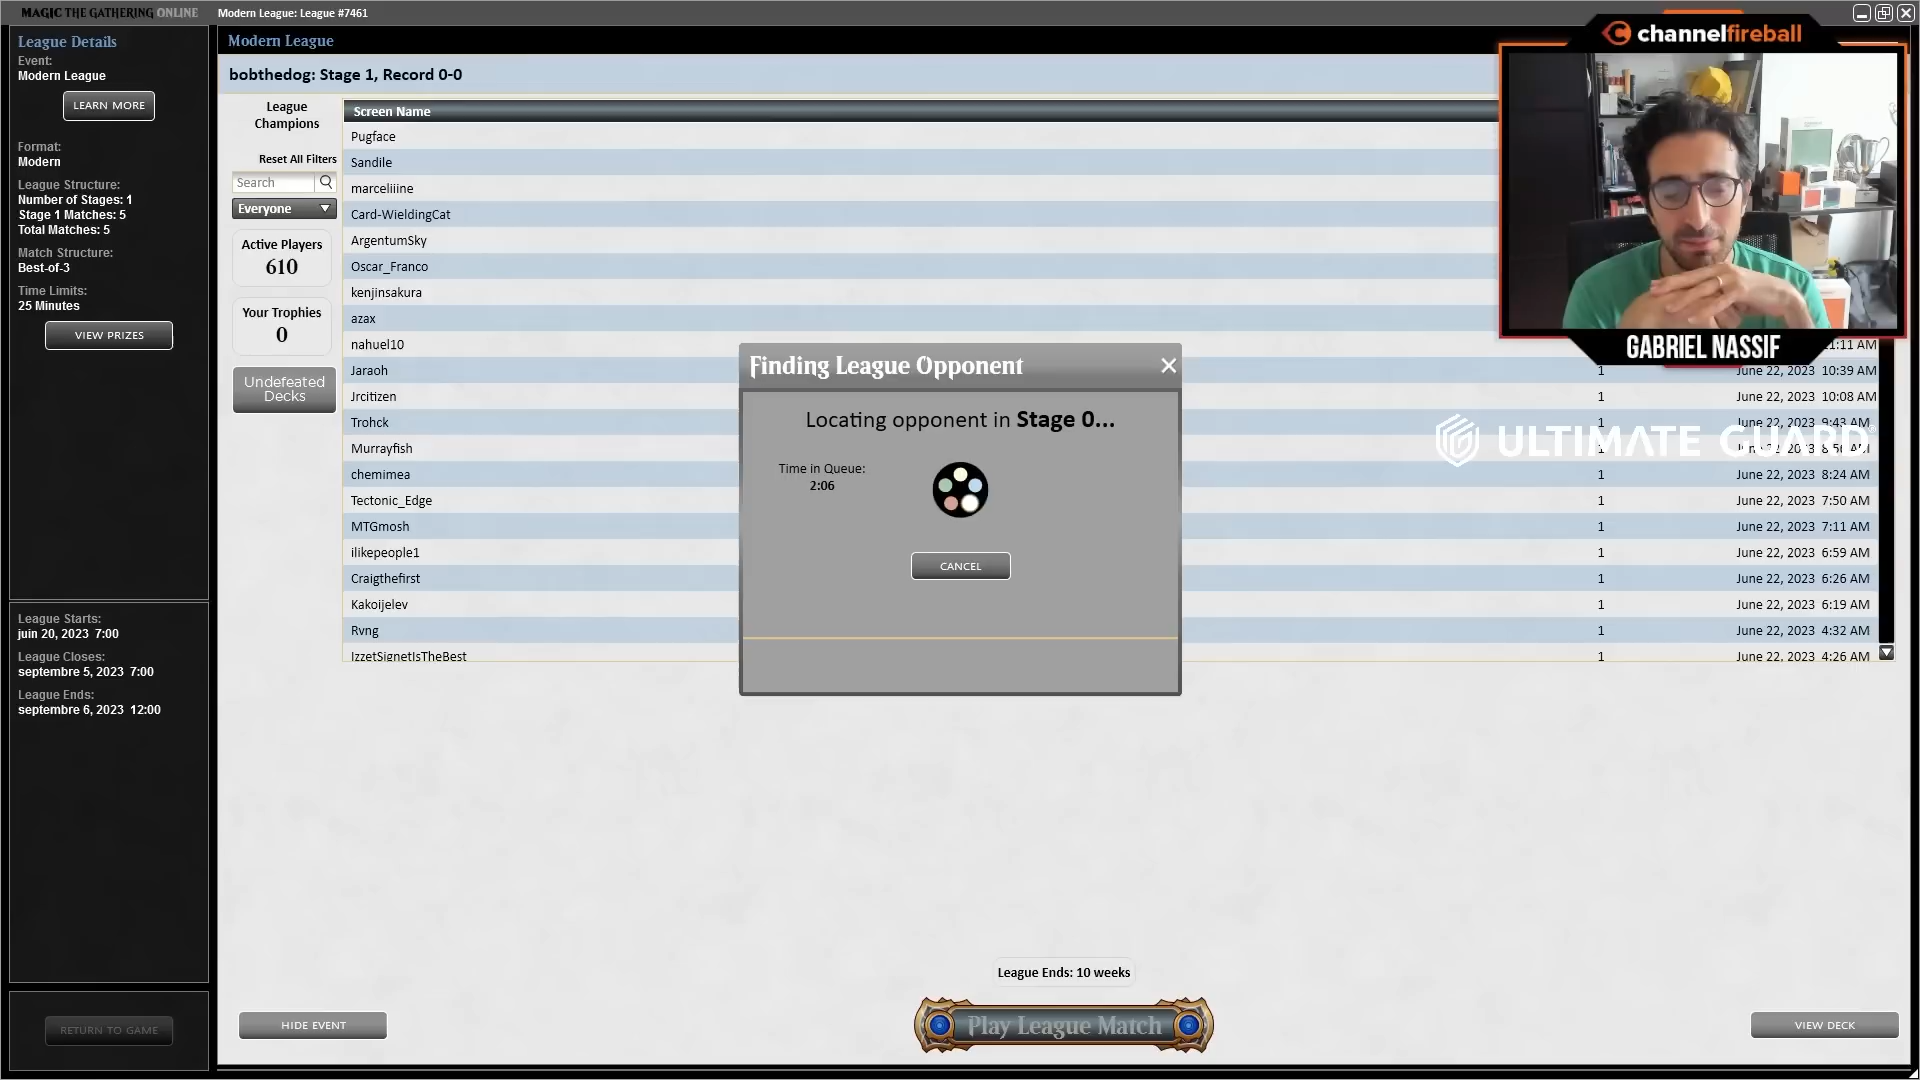 MAGIC THE GATHERING ONLINE
Modern League: League #7461
League Details
Event:
Modern League
LEARN MORE
Format:
Modern
League Structure:
Number of Stages: 1
Stage 1 Matches: 5
Total Matches: 5
Match Structure:
Best-of-3
Time Limits:
25 Minutes
VIEW PRIZES
League Starts:
juin 20, 2023 7:00
League Closes:
septembre 5, 2023 7:00
League Ends:
septembre 6, 2023 12:00
RETURN TO GAME
Modern League
bobthedog: Stage 1, Record 0-0
League
Champions
Reset All Filters
Search
Everyone
Active Players
610
Your Trophies
0
Undefeated
Decks
Screen Name
Pugface
Sandile
marceliiine
Card-WieldingCat
ArgentumSky
Oscar_Franco
kenjinsakura
azax
nahuel10
1:11 AM
Jaraoh
1 June 22, 2023 10:39 AM
Jrcitizen
1 June 22, 2023 10:08 AM
Trohck
1 June 22, 2023 9:43 AM
Murrayfish
1 June 22, 2023 8:56 AM
chemimea
1 June 22, 2023 8:24 AM
Tectonic_Edge
1 June 22, 2023 7:50 AM
MTGmosh
1 June 22, 2023 7:11 AM
ilikepeople1
1 June 22, 2023 6:59 AM
Craigthefirst
1 June 22, 2023 6:26 AM
Kakoijelev
1 June 22, 2023 6:19 AM
Rvng
1 June 22, 2023 4:32 AM
IzzetSignetIsTheBest
1 June 22, 2023 4:26 AM
Finding League Opponent
Locating opponent in Stage 0...
Time in Queue:
2:06
CANCEL
channelfireball
GABRIEL NASSIF
ULTIMATE GUARD
League Ends: 10 weeks
HIDE EVENT
Play League Match
VIEW DECK